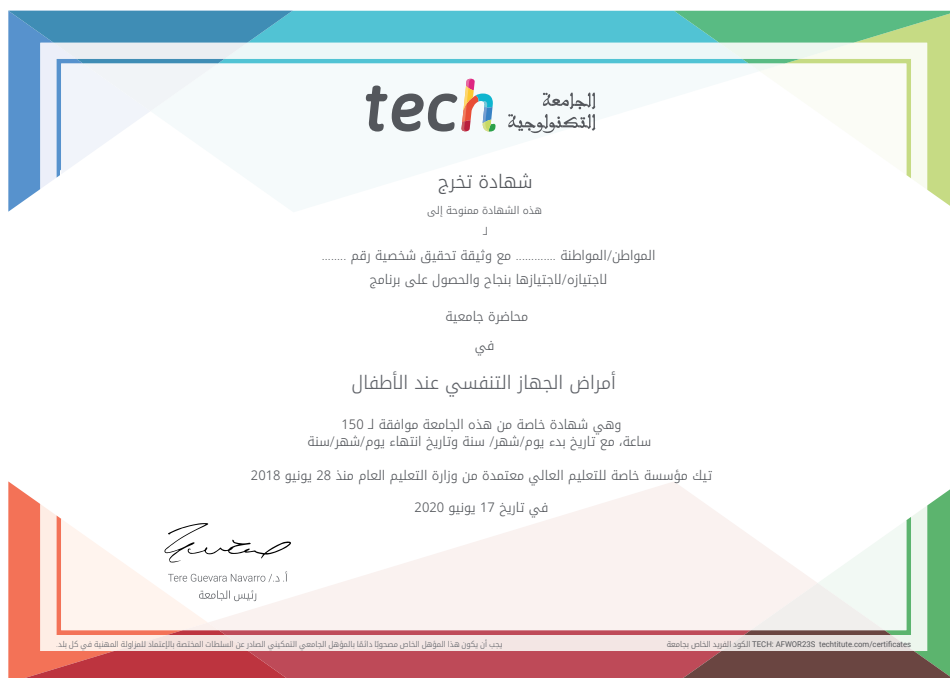 tech الجامعة
التكنولوجية
شهادة تخرج
هذه الشهادة ممنوحة إلى
لـ
المواطن/المواطنة ............. مع وثيقة تحقيق شخصية رقم ........
لاجتيازه/لاجتيازها بنجاح والحصول على برنامج
محاضرة جامعية
في
أمراض الجهاز التنفسي عند الأطفال
وهي شهادة خاصة من هذه الجامعة موافقة لـ 150
ساعة، مع تاريخ بدء يوم/شهر/ سنة وتاريخ انتهاء يوم/شهر/سنة
تيك مؤسسة خاصة للتعليم العالي معتمدة من وزارة التعليم العام منذ 28 يونيو 2018
في تاريخ 17 يونيو 2020
أ.د./ Tere Guevara Navarro
رئيس الجامعة
يجب أن يكون هذا المؤهل الخاص مصحوبًا دائمًا بالمؤهل الجامعي التمكيني الصادر عن السلطات المختصة بالإعتماد للمزاولة المهنية في كل بلد.
الكود الفريد الخاص بجامعة TECH: AFWOR23S techtitute.com/certificates